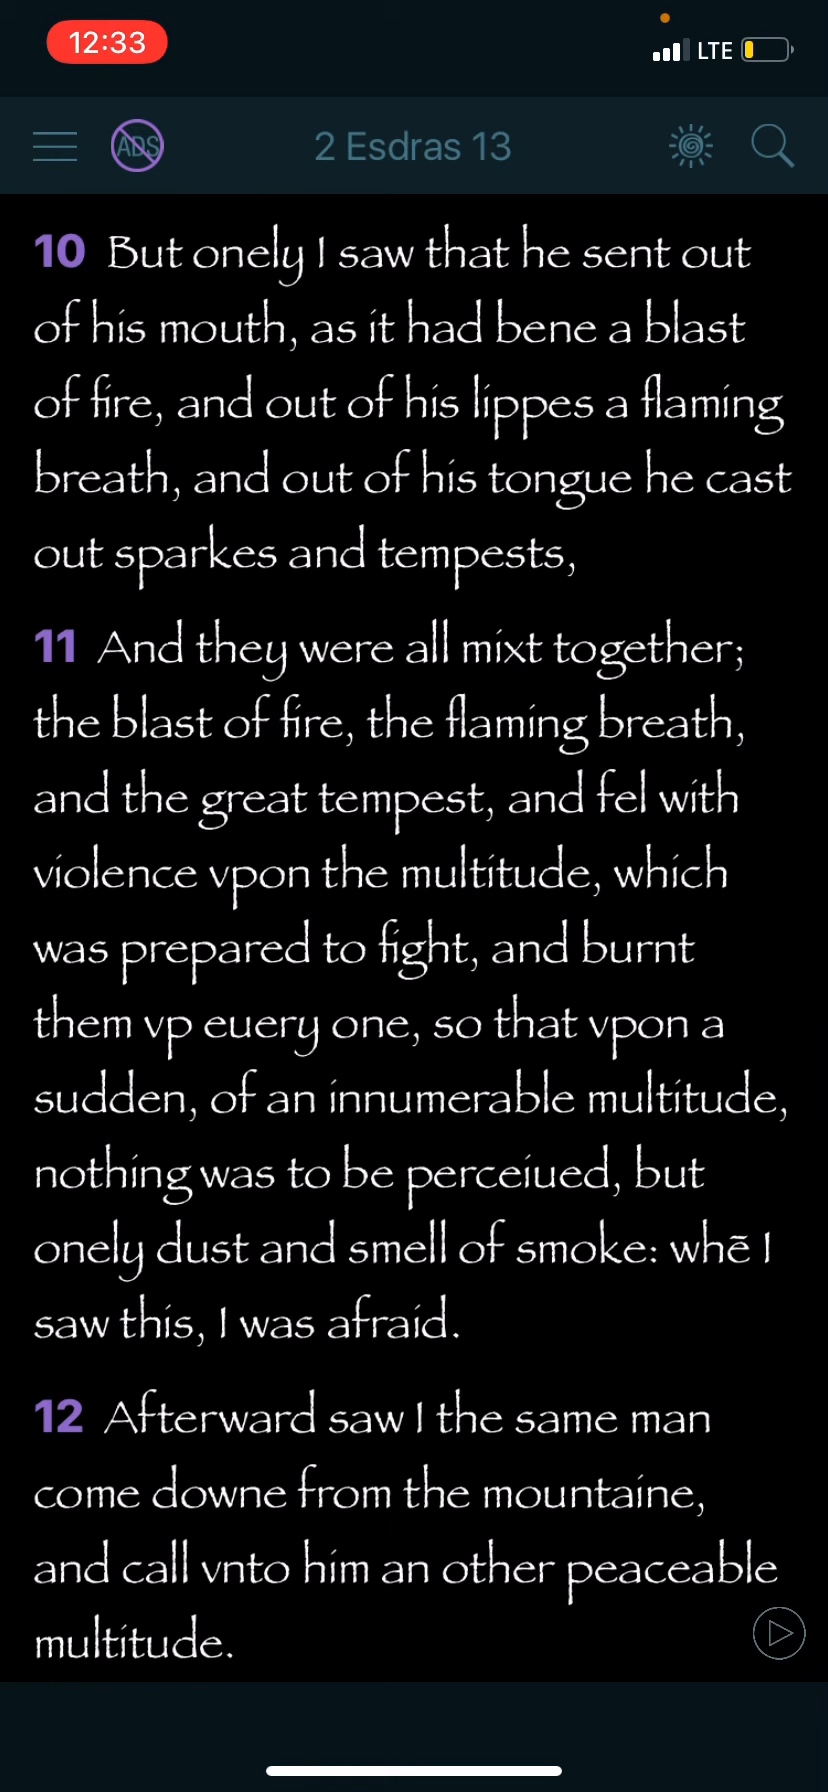 12:33
LTE
ADS
2 Esdras 13
10 But onely I saw that he sent out
of his mouth, as it had bene a blast
of fire, and out of his lippes a flaming
breath, and out of his tongue he cast
out sparkes and tempests,
11 And they were all mixt together;
the blast of fire, the flaming breath,
and the great tempest, and fel with
violence vpon the multitude, which
was prepared to fight, and burnt
them vp euery one, so that vpon a
sudden, of an innumerable multitude,
nothing was to be perceiued, but
onely dust and smell of smoke: whē I
saw this, I was afraid.
12 Afterward saw I the same man
come downe from the mountaine,
and call vnto him an other peaceable
multitude.